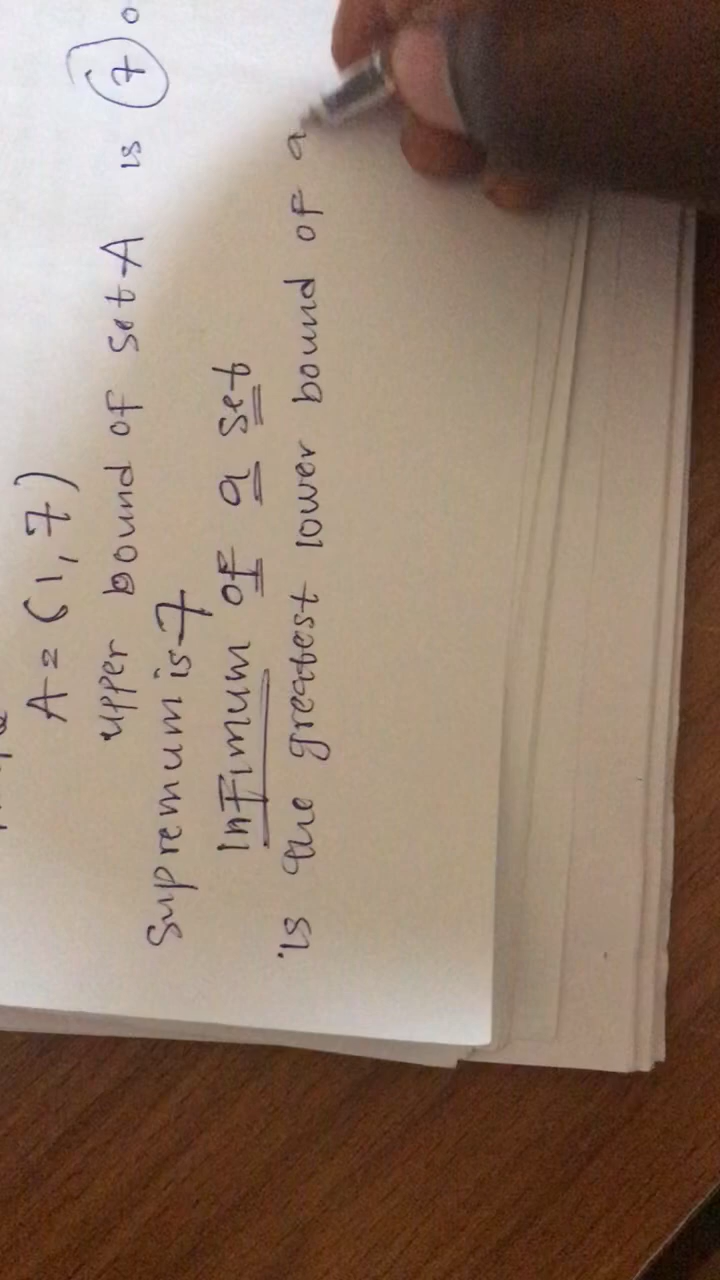 A = (1, 7)
upper bound of set A is 7 o
Supremum is 7
Infimum of a set
is the greatest lower bound of a